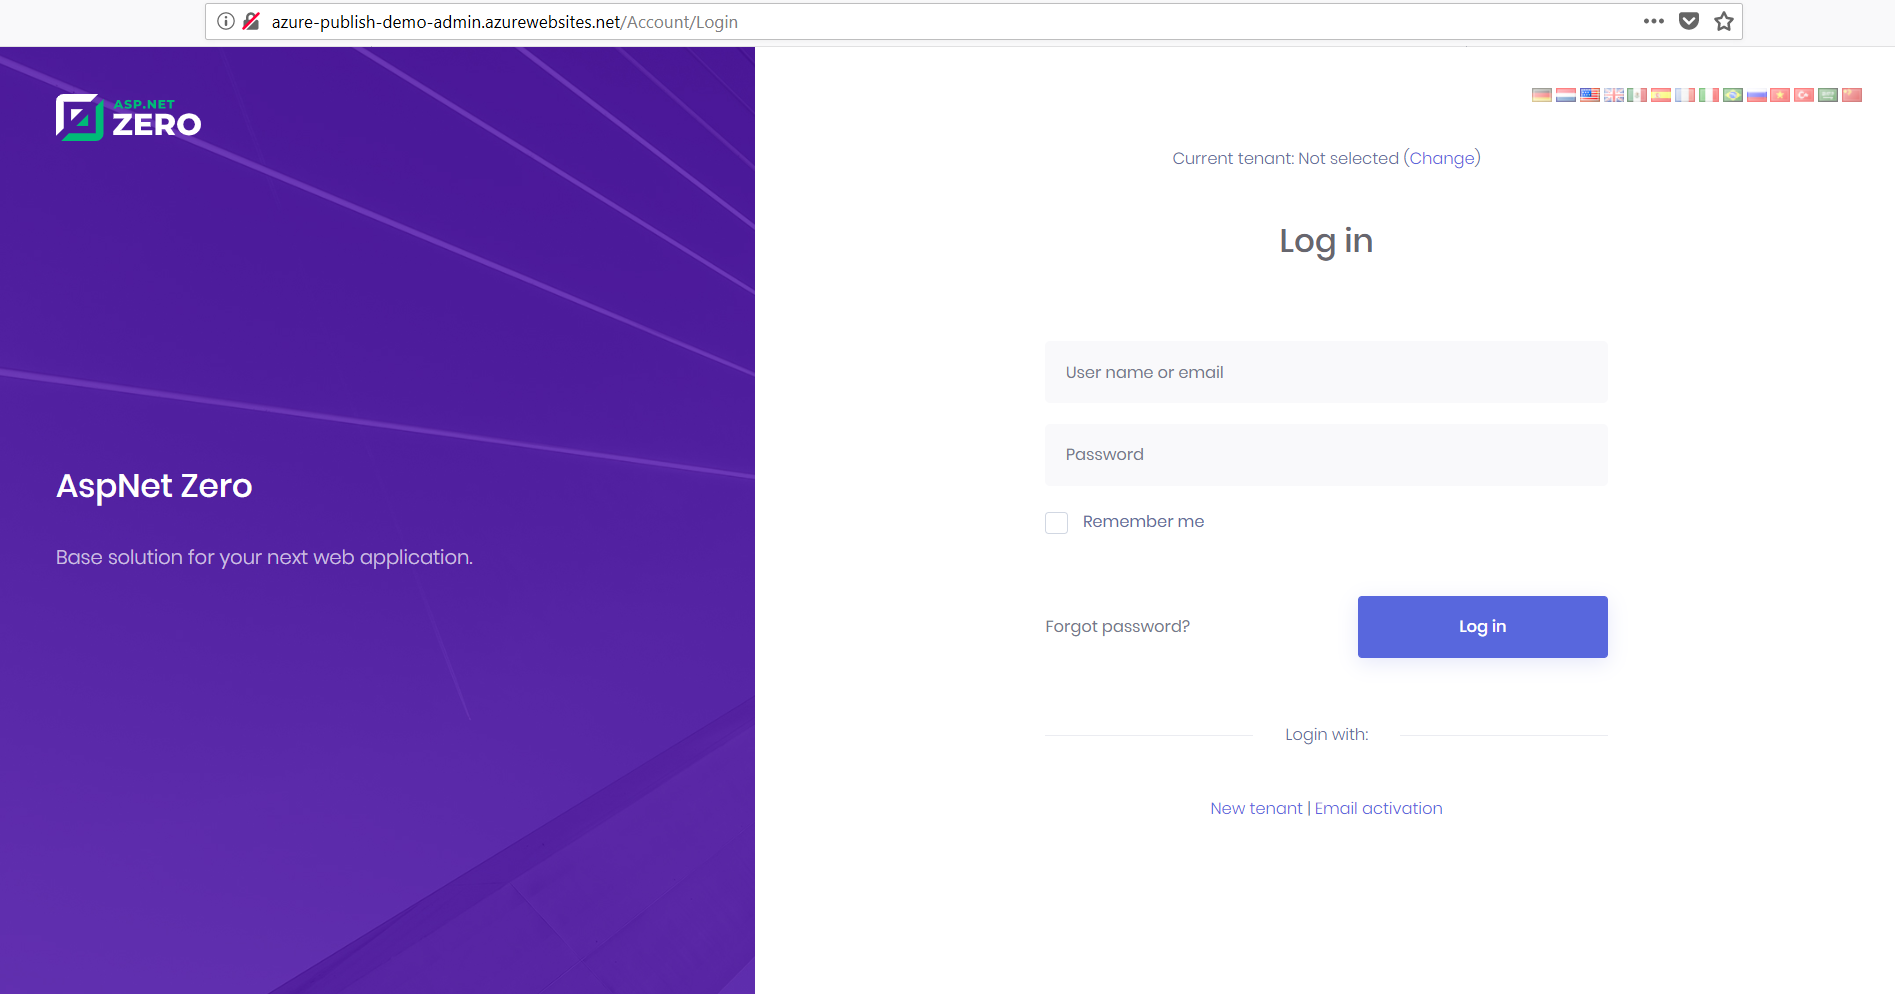 azure-publish-demo-admin.azurewebsites.net/Account/Login
ASP.NET
ZERO
Current tenant: Not selected (Change)
Log in
User name or email
Password
Remember me
Forgot password?
Log in
Login with:
New tenant | Email activation
AspNet Zero
Base solution for your next web application.